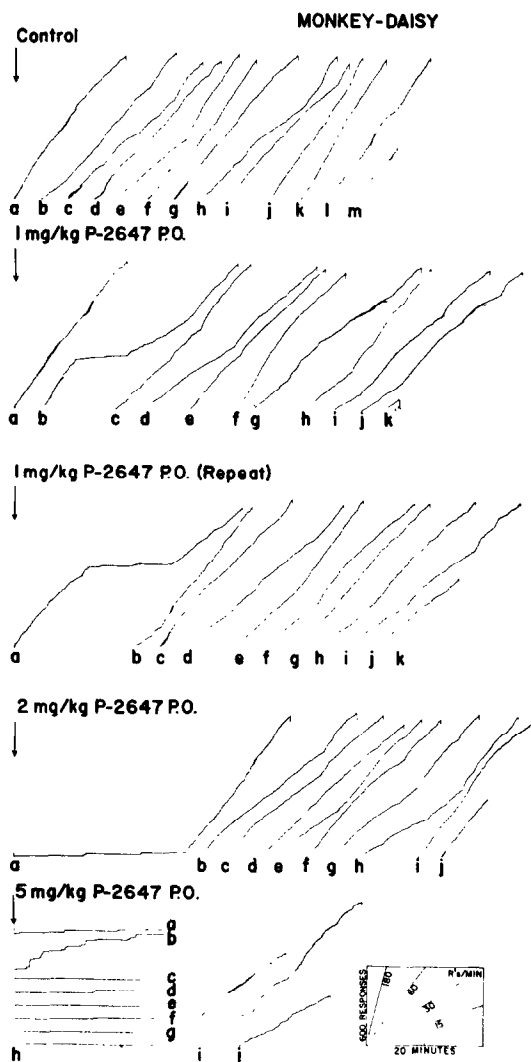 MONKEY-DAISY
Control
a b c d e f g h i j k l m
1 mg/kg P-2647 P.O.
a b c d e f g h i j k
1 mg/kg P-2647 P.O. (Repeat)
a b c d e f g h i j k
2 mg/kg P-2647 P.O.
a b c d e f g h i j
5 mg/kg P-2647 P.O.
a
b
c
d
e
f
g
h i j
600 RESPONSES
180 60 30 15
R's/MIN
20 MINUTES